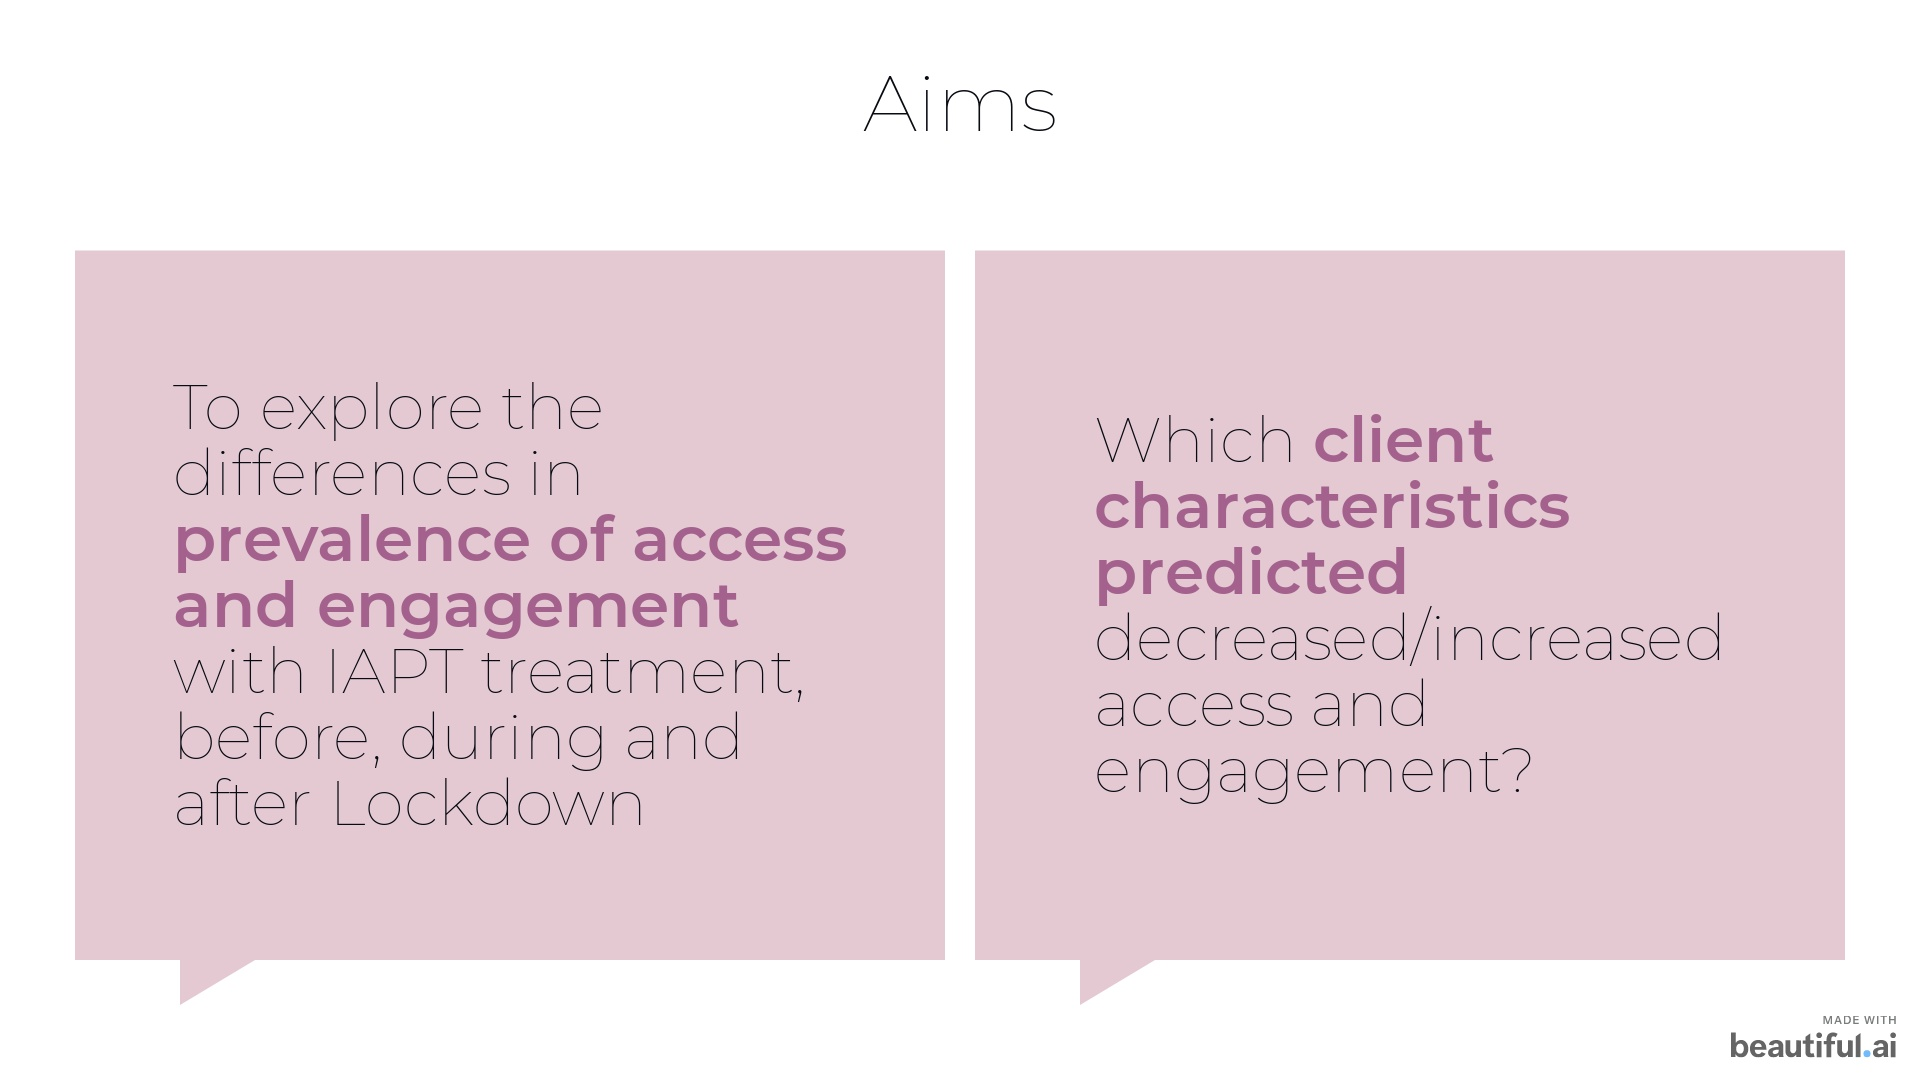 Aims
To explore the
differences in
prevalence of access
and engagement
with IAPT treatment,
before, during and
after Lockdown
Which client
characteristics
predicted
decreased/increased
access and
engagement?
MADE WITH
beautiful.ai